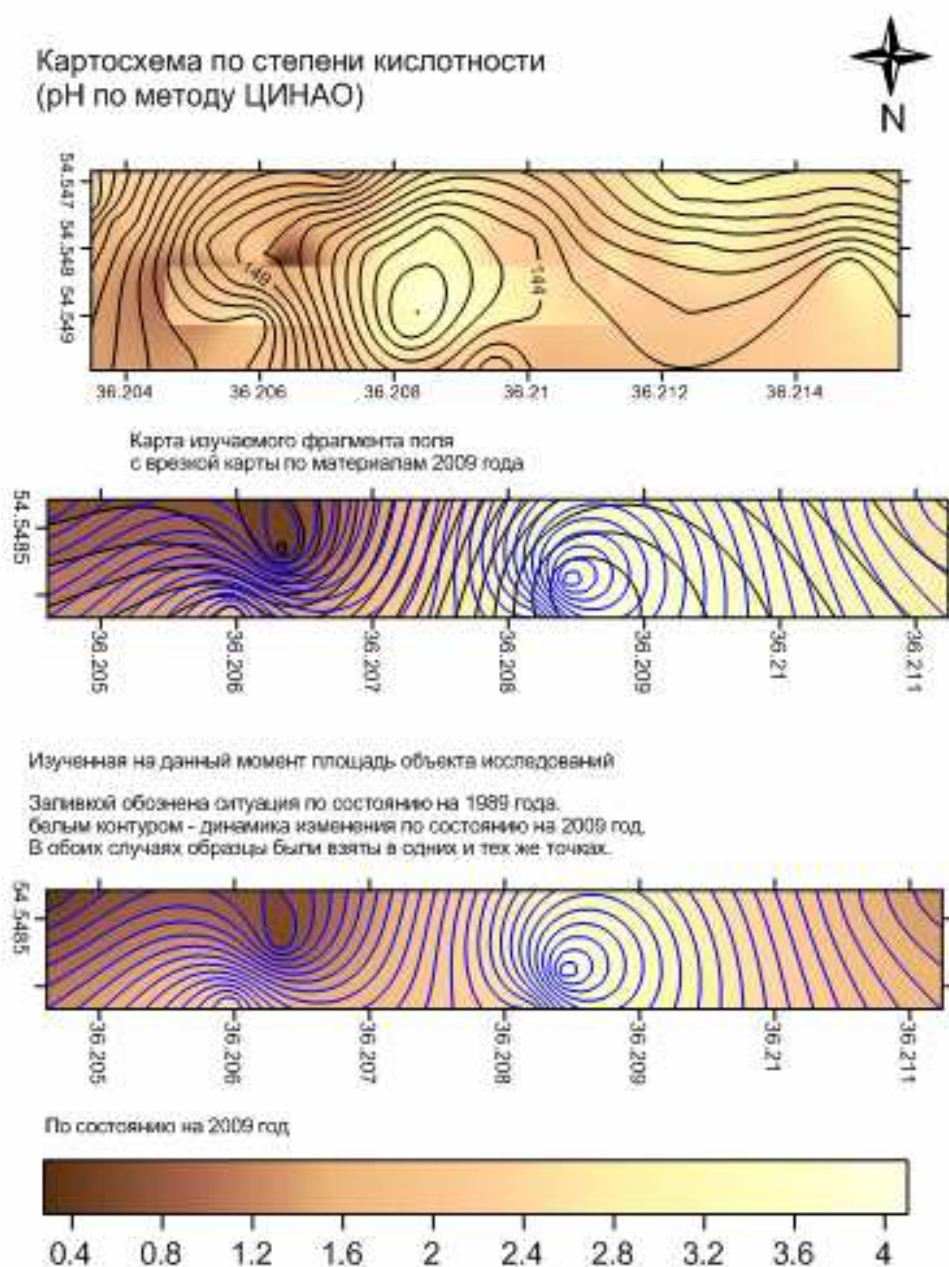 Картосхема по степени кислотности
(pH по методу ЦИНАО)
N
54.547
54.548
54.549
149
144
36.204 36.206 36.208 36.21 36.212 36.214
Карта изучаемого фрагмента поля
с врезкой карты по материалам 2009 года
54.5485
36.205 36.206 36.207 36.208 36.209 36.21 36.211
Изученная на данный момент площадь объекта исследований
Заливкой обознена ситуация по состоянию на 1989 года.
белым контуром - динамика изменения по состоянию на 2009 год.
В обоих случаях образцы были взяты в одних и тех же точках.
54.5485
36.205 36.206 36.207 36.208 36.209 36.21 36.211
По состоянию на 2009 год
0.4 0.8 1.2 1.6 2 2.4 2.8 3.2 3.6 4